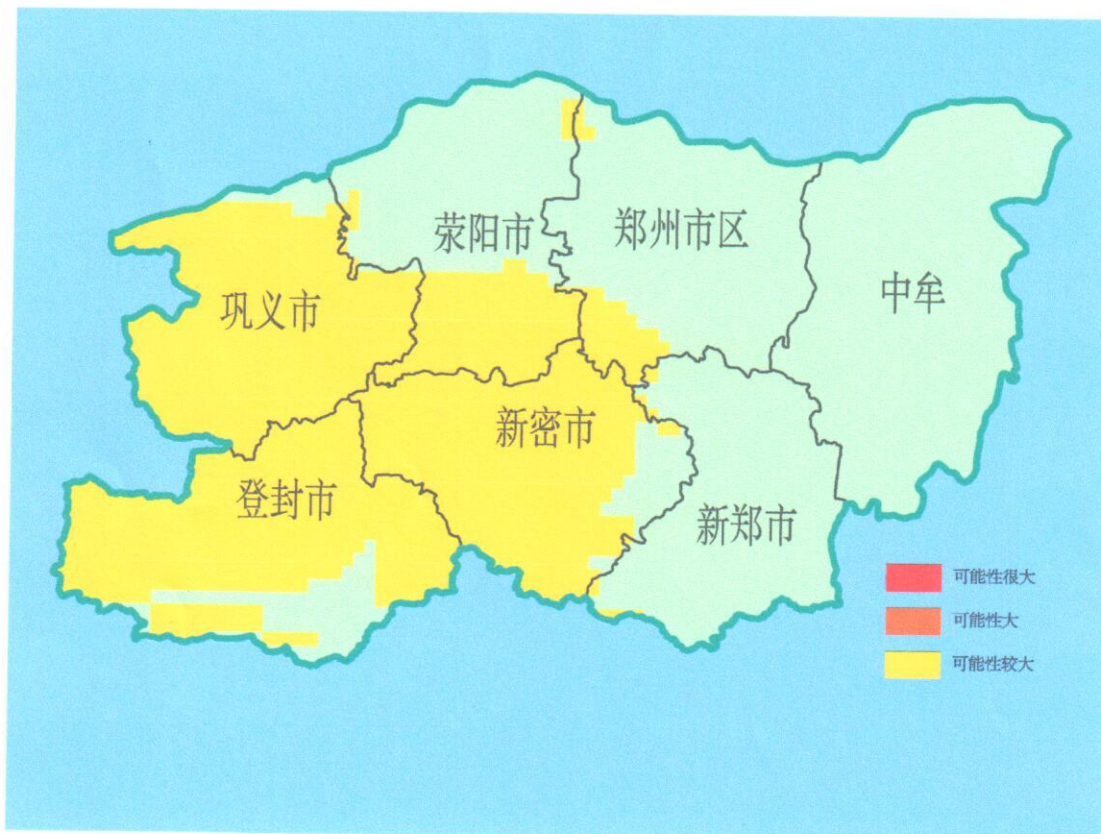 荥阳市
郑州市区
中牟
巩义市
新密市
登封市
新郑市
可能性很大
可能性大
可能性较大